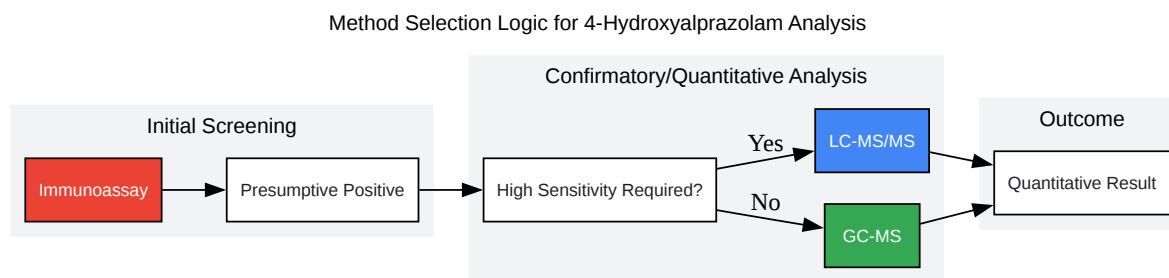 Method Selection Logic for 4-Hydroxyalprazolam Analysis
Initial Screening
Immunoassay
Presumptive Positive
Confirmatory/Quantitative Analysis
High Sensitivity Required?
Yes
No
LC-MS/MS
GC-MS
Outcome
Quantitative Result